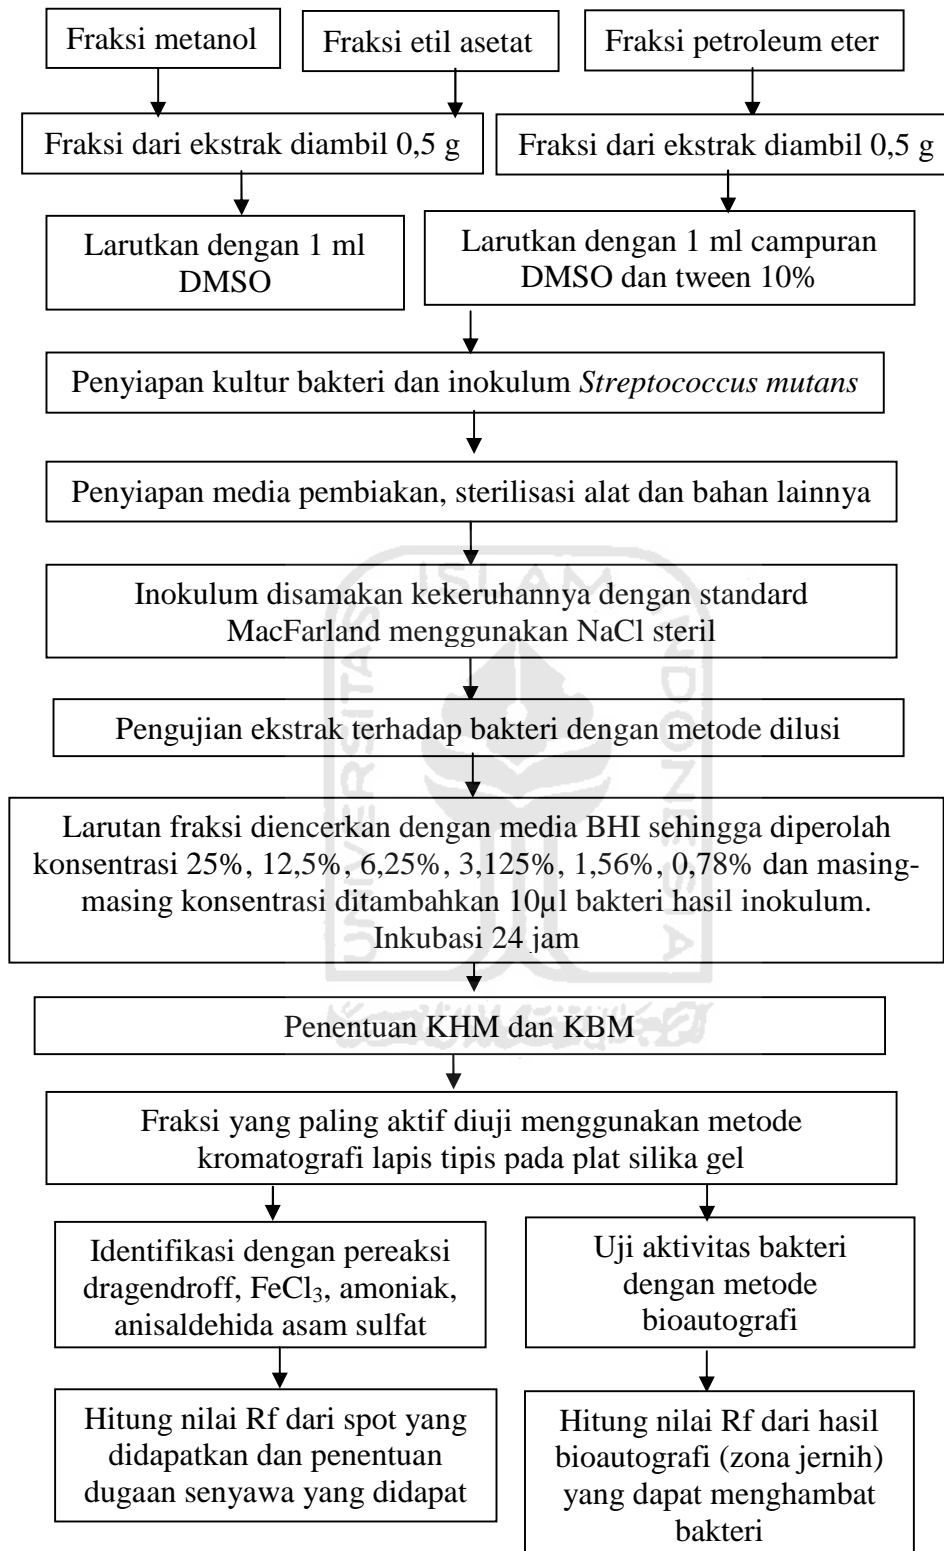 Fraksi metanol
Fraksi etil asetat
Fraksi petroleum eter
Fraksi dari ekstrak diambil 0,5 g
Fraksi dari ekstrak diambil 0,5 g
Larutkan dengan 1 ml
DMSO
Larutkan dengan 1 ml campuran
DMSO dan tween 10%
Penyiapan kultur bakteri dan inokulum Streptococcus mutans
Penyiapan media pembiakan, sterilisasi alat dan bahan lainnya
Inokulum disamakan kekeruhannya dengan standard
MacFarland menggunakan NaCl steril
Pengujian ekstrak terhadap bakteri dengan metode dilusi
Larutan fraksi diencerkan dengan media BHI sehingga diperolah
konsentrasi 25%, 12,5%, 6,25%, 3,125%, 1,56%, 0,78% dan masing-
masing konsentrasi ditambahkan 10µl bakteri hasil inokulum.
Inkubasi 24 jam
Penentuan KHM dan KBM
Fraksi yang paling aktif diuji menggunakan metode
kromatografi lapis tipis pada plat silika gel
Identifikasi dengan pereaksi
dragendroff, FeCl₃, amoniak,
anisaldehida asam sulfat
Uji aktivitas bakteri
dengan metode
bioautografi
Hitung nilai Rf dari spot yang
didapatkan dan penentuan
dugaan senyawa yang didapat
Hitung nilai Rf dari hasil
bioautografi (zona jernih)
yang dapat menghambat
bakteri
UNIVERSITAS
ISLAM
INDONESIA